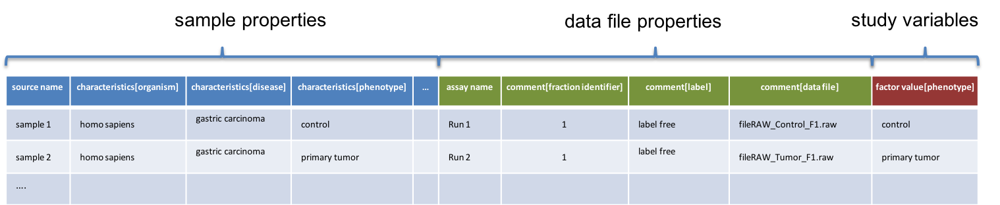 sample properties data file properties study variables
source name characteristics[organism] characteristics[disease] characteristics[phenotype] ... assay name comment[fraction identifier] comment[label] comment[data file] factor value[phenotype]
sample 1 homo sapiens gastric carcinoma control Run 1 1 label free fileRAW_Control_F1.raw control
sample 2 homo sapiens gastric carcinoma primary tumor Run 2 1 label free fileRAW_Tumor_F1.raw primary tumor
....